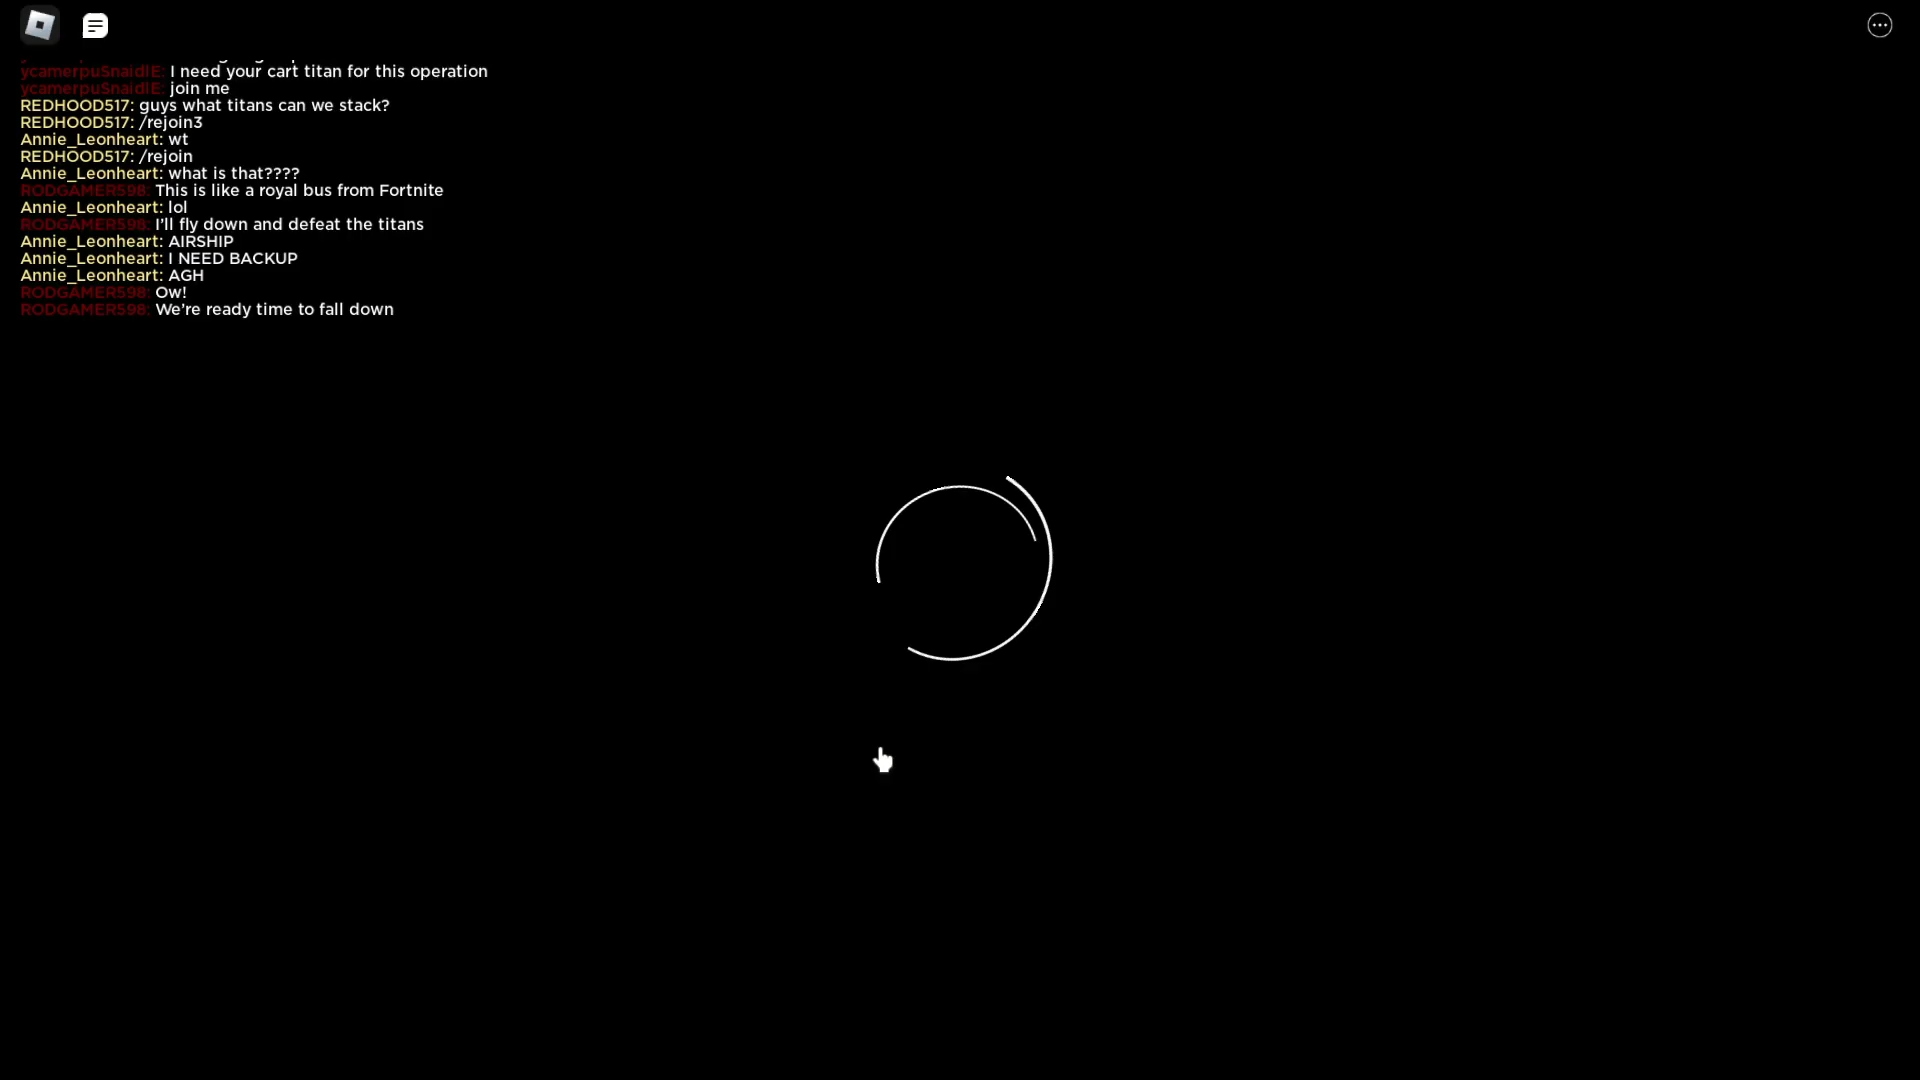 ycamerpuSnaidlE: I need your cart titan for this operation
ycamerpuSnaidlE: join me
REDHOOD517: guys what titans can we stack?
REDHOOD517: /rejoin3
Annie_Leonheart: wt
REDHOOD517: /rejoin
Annie_Leonheart: what is that????
RODGAMER598: This is like a royal bus from Fortnite
Annie_Leonheart: lol
RODGAMER598: I'll fly down and defeat the titans
Annie_Leonheart: AIRSHIP
Annie_Leonheart: I NEED BACKUP
Annie_Leonheart: AGH
RODGAMER598: Ow!
RODGAMER598: We're ready time to fall down